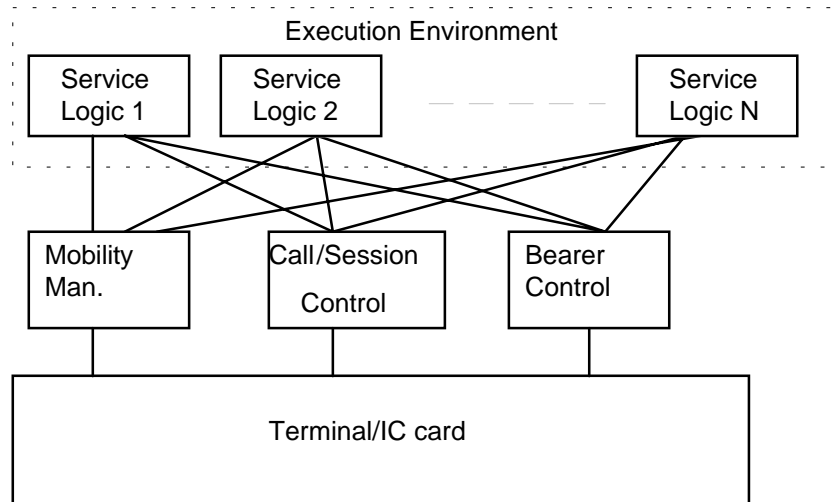 Execution Environment
Service
Logic 1
Service
Logic 2
Service
Logic N
Mobility
Man.
Call/Session
Control
Bearer
Control
Terminal/IC card